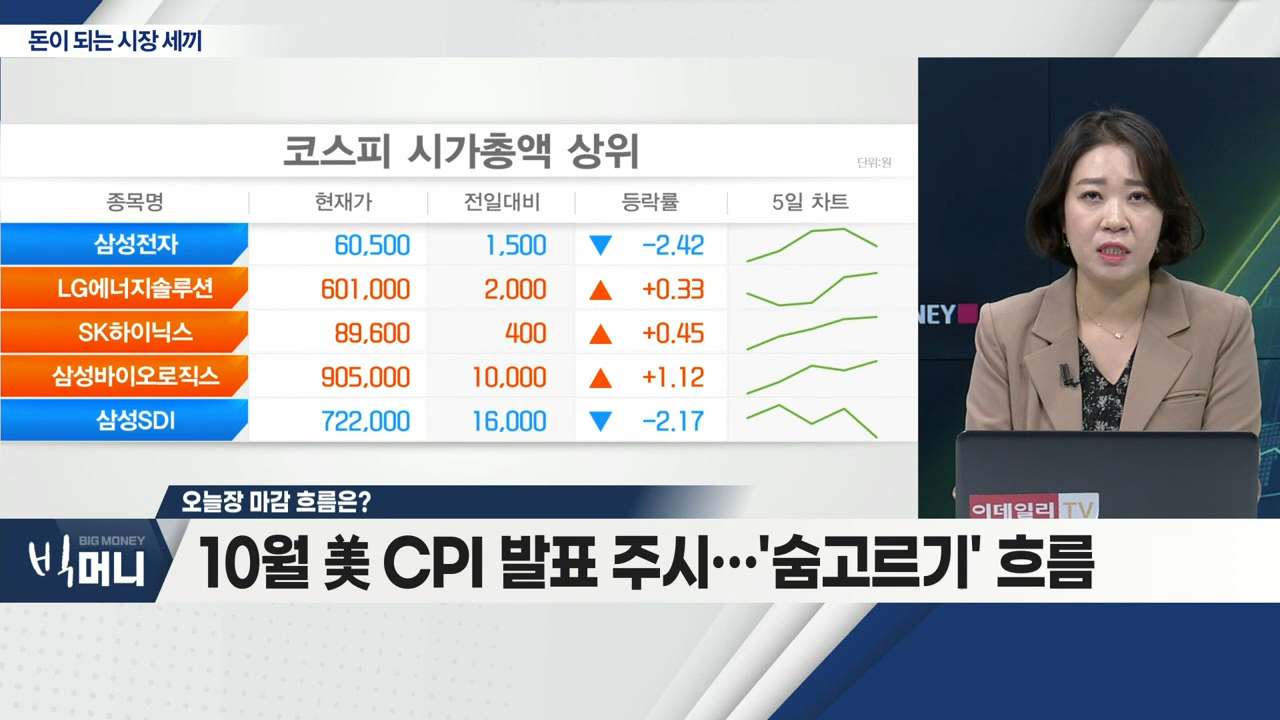 돈이 되는 시장 세끼
코스피 시가총액 상위
단위:원
종목명 현재가 전일대비 등락률 5일 차트
삼성전자 60,500 1,500 ▼ -2.42
LG에너지솔루션 601,000 2,000 ▲ +0.33
SK하이닉스 89,600 400 ▲ +0.45
삼성바이오로직스 905,000 10,000 ▲ +1.12
삼성SDI 722,000 16,000 ▼ -2.17
NEY
이데일리 TV
오늘장 마감 흐름은?
BIG MONEY
빅머니
10월 美 CPI 발표 주시…'숨고르기' 흐름